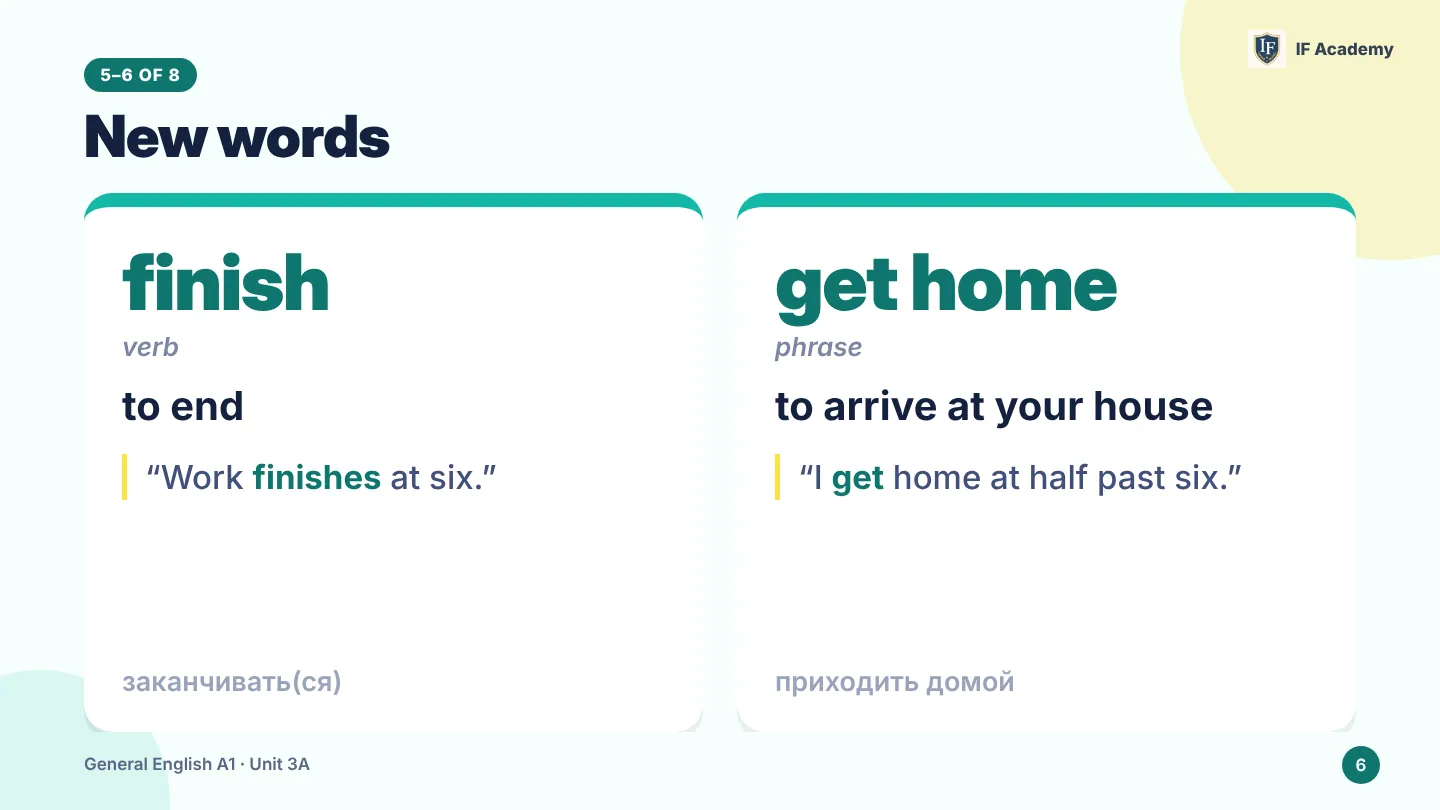 IF
IF Academy
5–6 OF 8
New words
finish
verb
to end
“Work finishes at six.”
заканчивать(ся)
get home
phrase
to arrive at your house
“I get home at half past six.”
приходить домой
General English A1 · Unit 3A
6